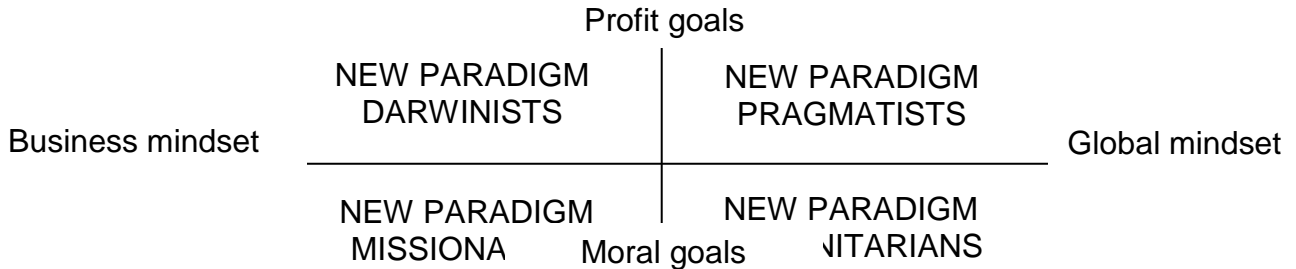 Profit goals
NEW PARADIGM
DARWINISTS
NEW PARADIGM
PRAGMATISTS
Business mindset
Global mindset
NEW PARADIGM
MISSIONA
NEW PARADIGM
NITARIANS
Moral goals